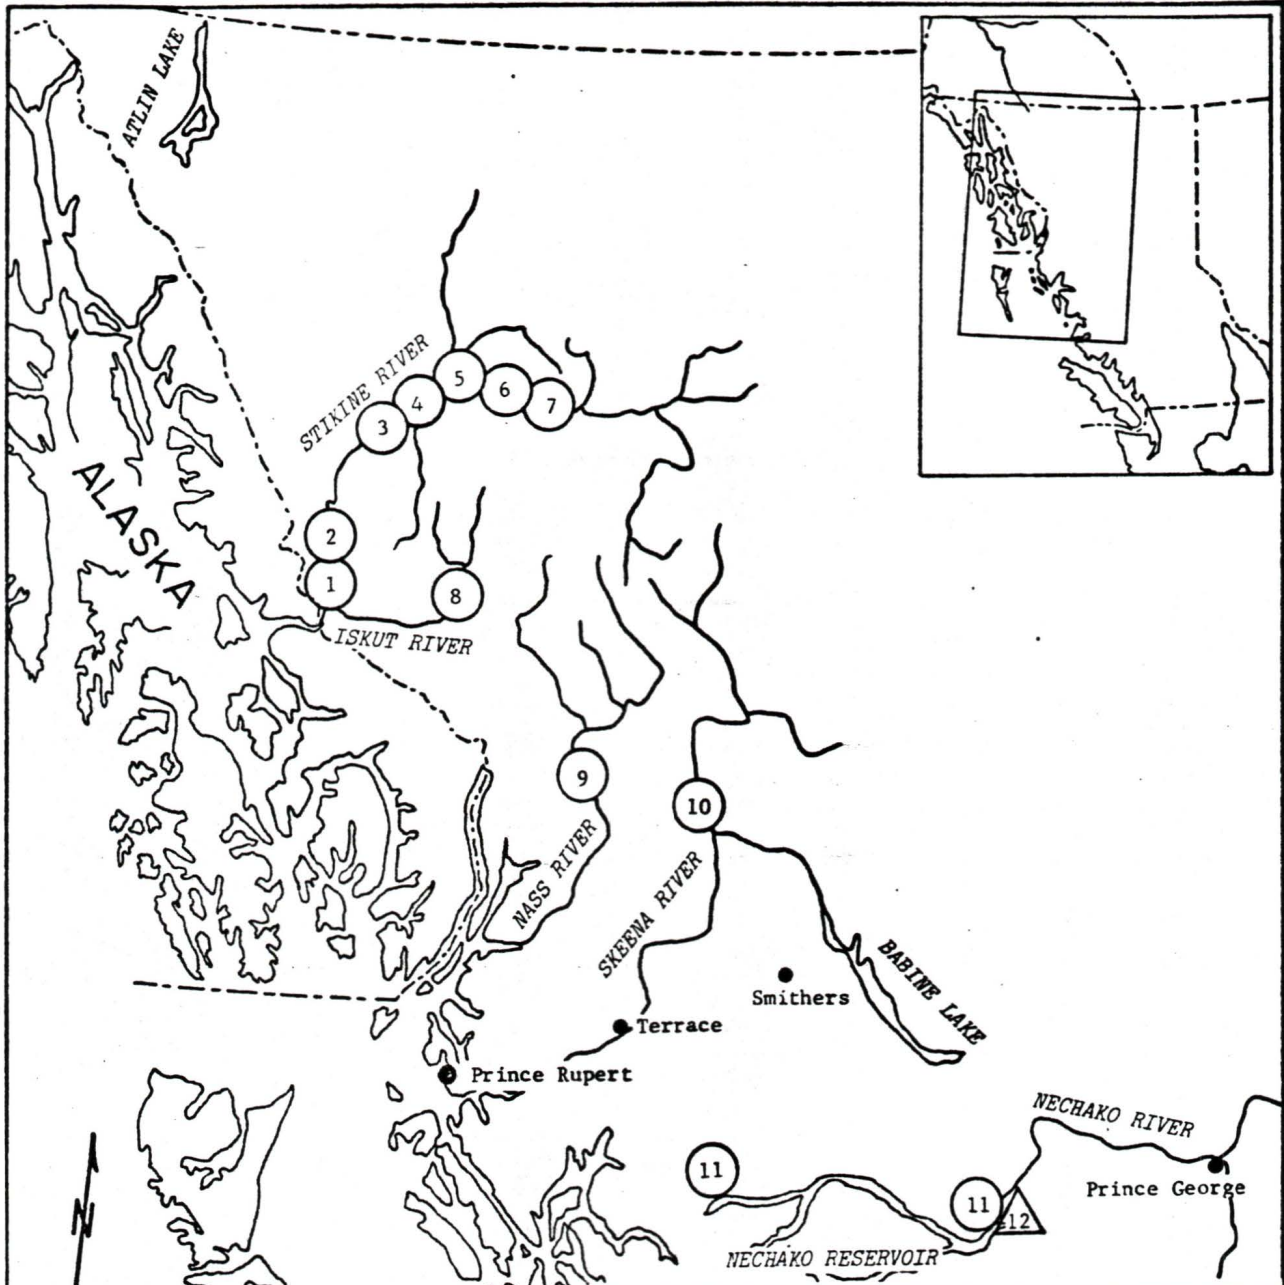 ATLIN LAKE
STIKINE RIVER
5
6
4
7
3
ALASKA
2
1
8
ISKUT RIVER
9
10
NASS RIVER
SKEENA RIVER
BABINE LAKE
Smithers
Terrace
Prince Rupert
NECHAKO RIVER
11
Prince George
11
12
NECHAKO RESERVOIR
N